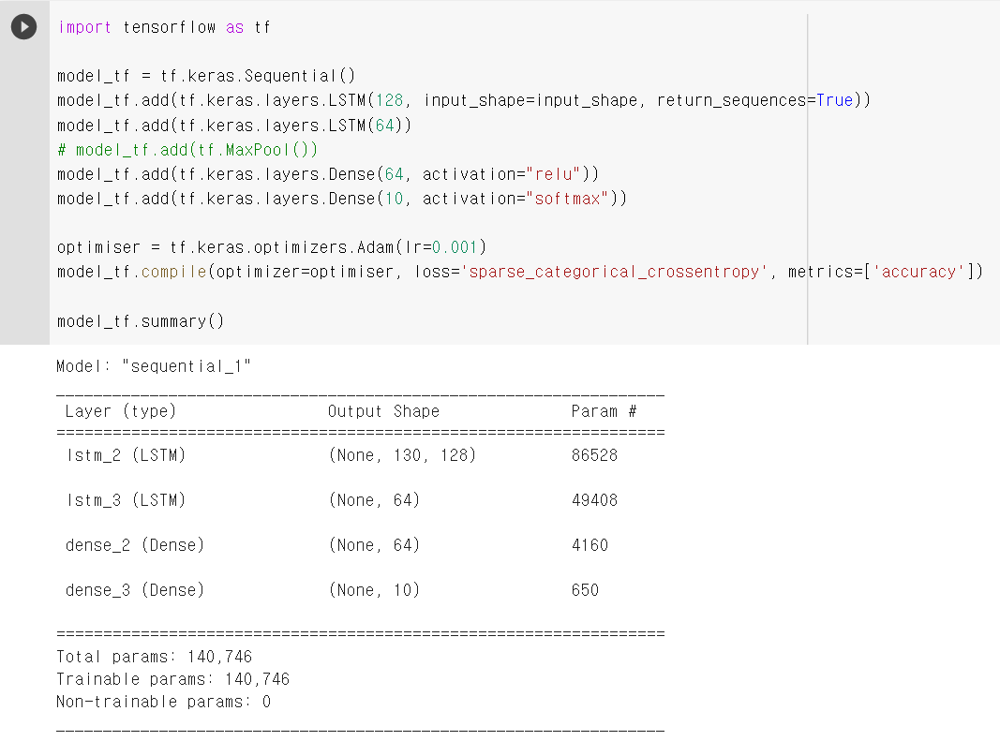 import tensorflow as tf
model_tf = tf.keras.Sequential()
model_tf.add(tf.keras.layers.LSTM(128, input_shape=input_shape, return_sequences=True))
model_tf.add(tf.keras.layers.LSTM(64))
# model_tf.add(tf.MaxPool())
model_tf.add(tf.keras.layers.Dense(64, activation="relu"))
model_tf.add(tf.keras.layers.Dense(10, activation="softmax"))
optimiser = tf.keras.optimizers.Adam(lr=0.001)
model_tf.compile(optimizer=optimiser, loss='sparse_categorical_crossentropy', metrics=['accuracy'])
model_tf.summary()
Model: "sequential_1"
_________________________________________________________________
Layer (type) Output Shape Param #
=================================================================
lstm_2 (LSTM) (None, 130, 128) 86528
lstm_3 (LSTM) (None, 64) 49408
dense_2 (Dense) (None, 64) 4160
dense_3 (Dense) (None, 10) 650
=================================================================
Total params: 140,746
Trainable params: 140,746
Non-trainable params: 0
_________________________________________________________________